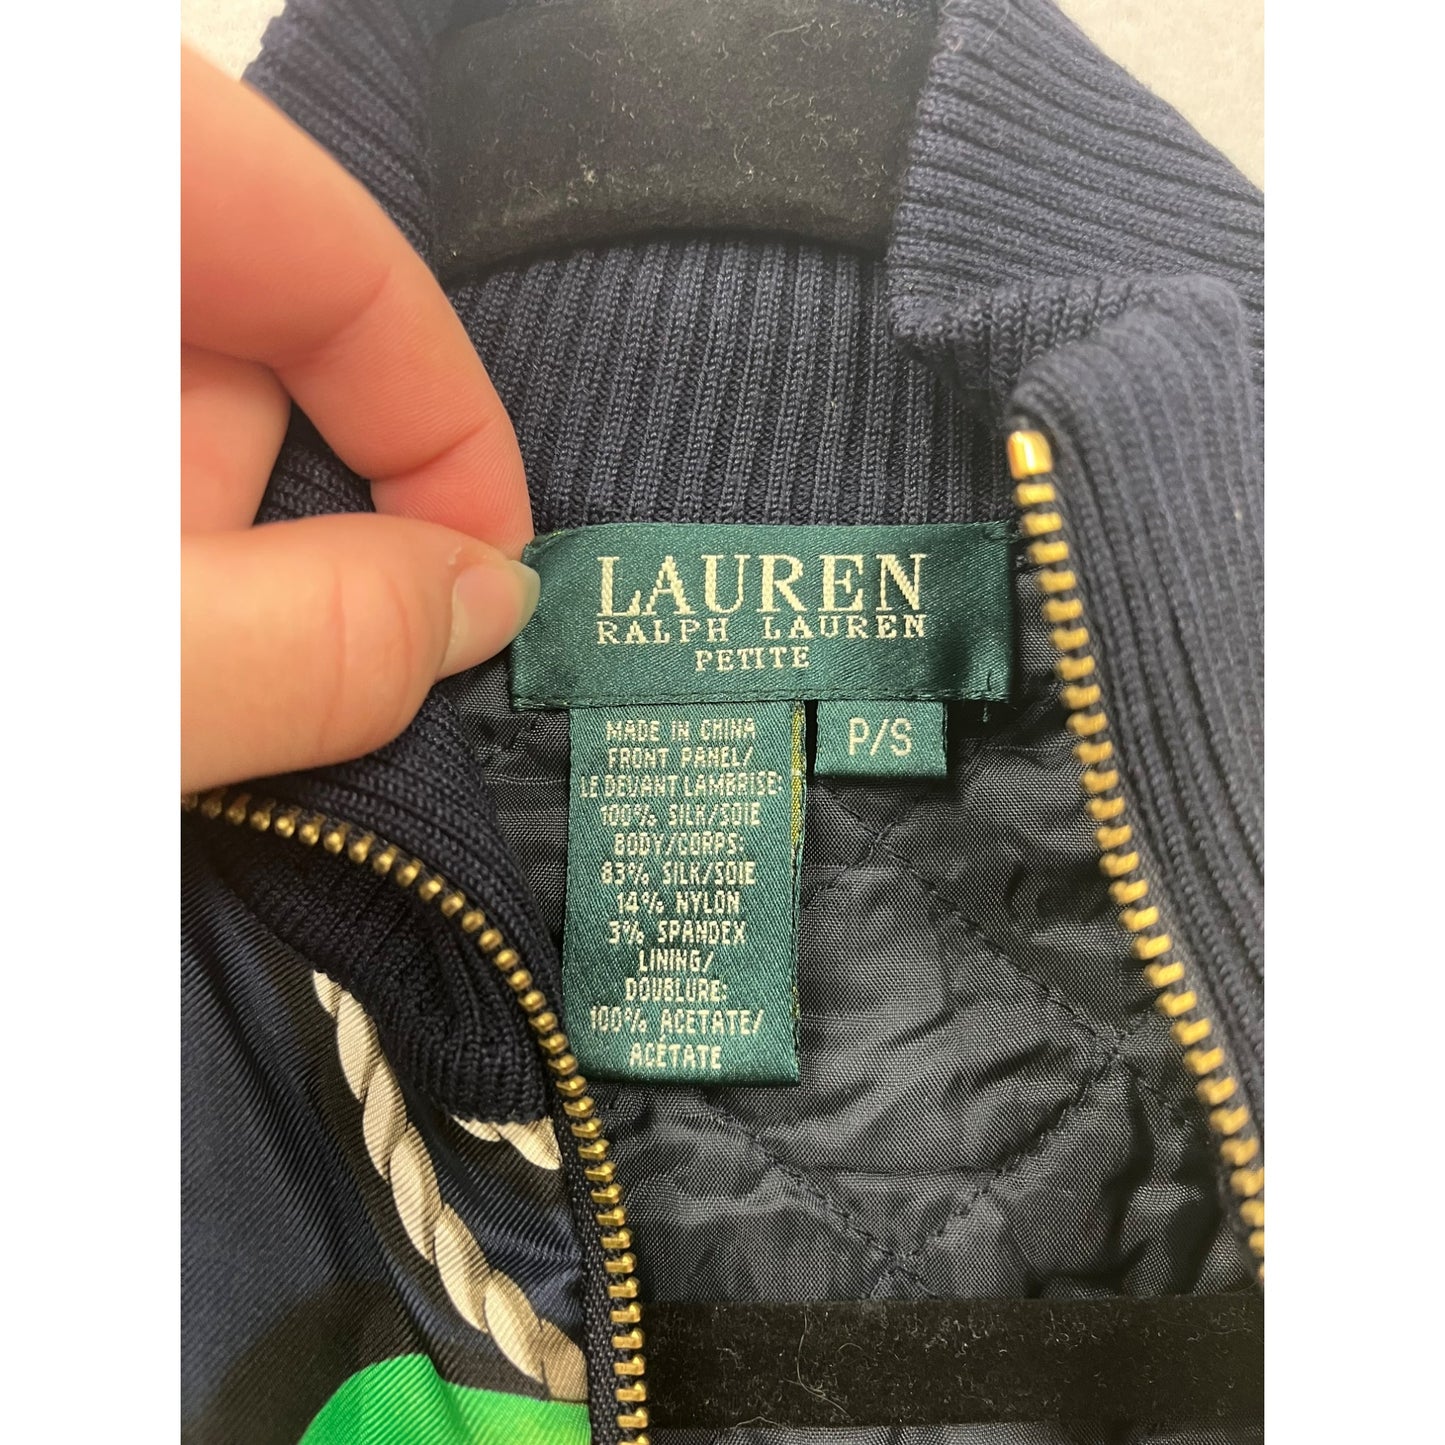 LAUREN
RALPH LAUREN
PETITE
P/S
MADE IN CHINA
FRONT PANEL/
LE DEVANT LAMBRISE:
100% SILK/SOIE
BODY/CORPS:
83% SILK/SOIE
14% NYLON
3% SPANDEX
LINING/
DOUBLURE:
100% ACETATE/
ACÉTATE